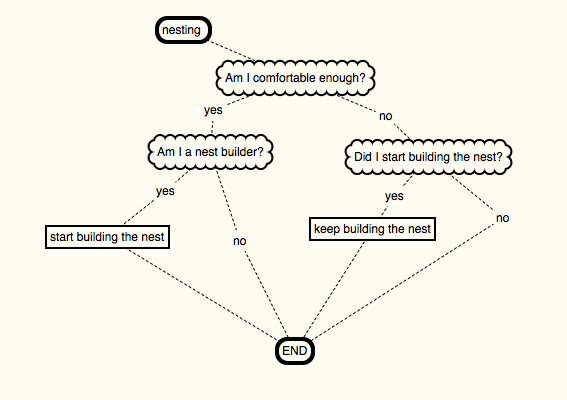 nesting
Am I comfortable enough?
yes
no
Am I a nest builder?
Did I start building the nest?
yes
yes
no
no
start building the nest
keep building the nest
END